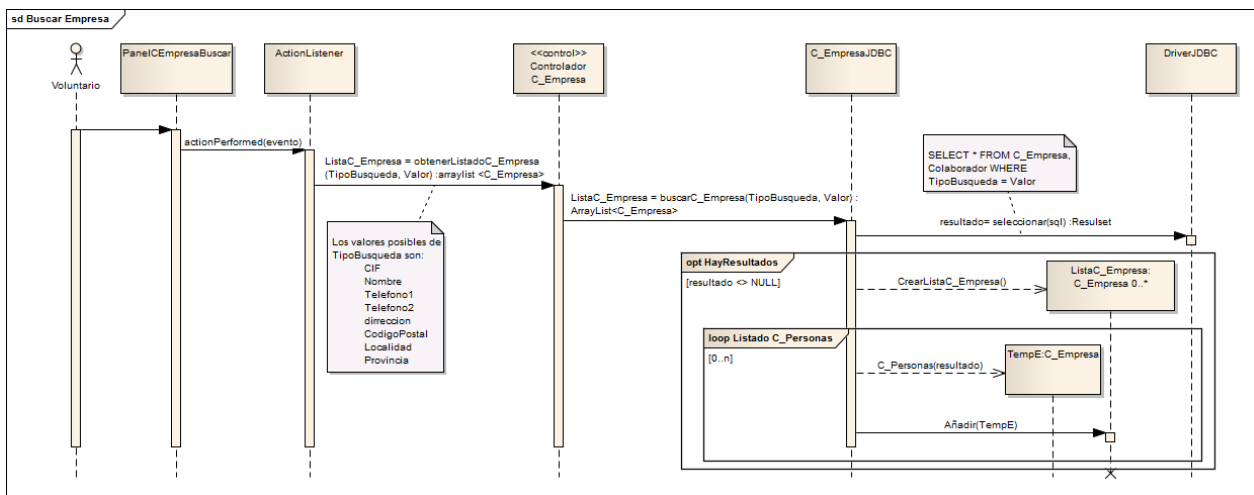 sd Buscar Empresa
Voluntario
PanelCEmpresaBuscar
ActionListener
<<control>>
Controlador
C_Empresa
C_EmpresaJDBC
DriverJDBC
actionPerformed(evento)
ListaC_Empresa = obtenerListadoC_Empresa
(TipoBusqueda, Valor) :arraylist <C_Empresa>
ListaC_Empresa = buscarC_Empresa(TipoBusqueda, Valor) :
ArrayList<C_Empresa>
SELECT * FROM C_Empresa,
Colaborador WHERE
TipoBusqueda = Valor
resultado= seleccionar(sql) :Resulset
Los valores posibles de
TipoBusqueda son:
CIF
Nombre
Telefono1
Telefono2
dirreccion
CodigoPostal
Localidad
Provincia
opt HayResultados
[resultado <> NULL]
CrearListaC_Empresa()
ListaC_Empresa:
C_Empresa 0..*
loop Listado C_Personas
[0..n]
C_Personas(resultado)
TempE:C_Empresa
Añadir(TempE)